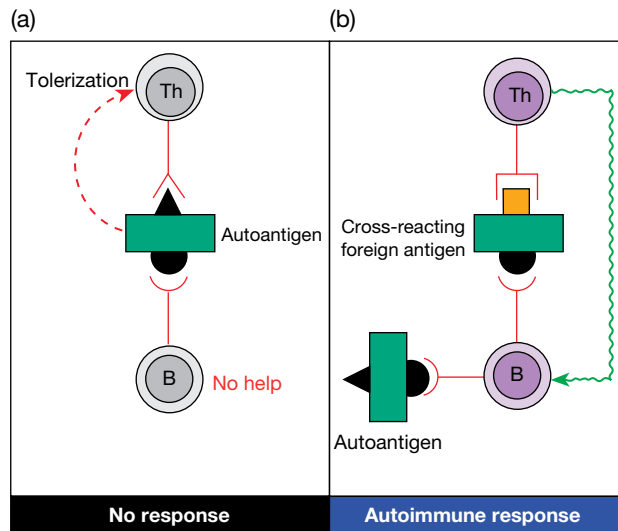 (a)
Tolerization
Th
Autoantigen
B
No help
No response
(b)
Th
Cross-reacting
foreign antigen
B
Autoantigen
Autoimmune response